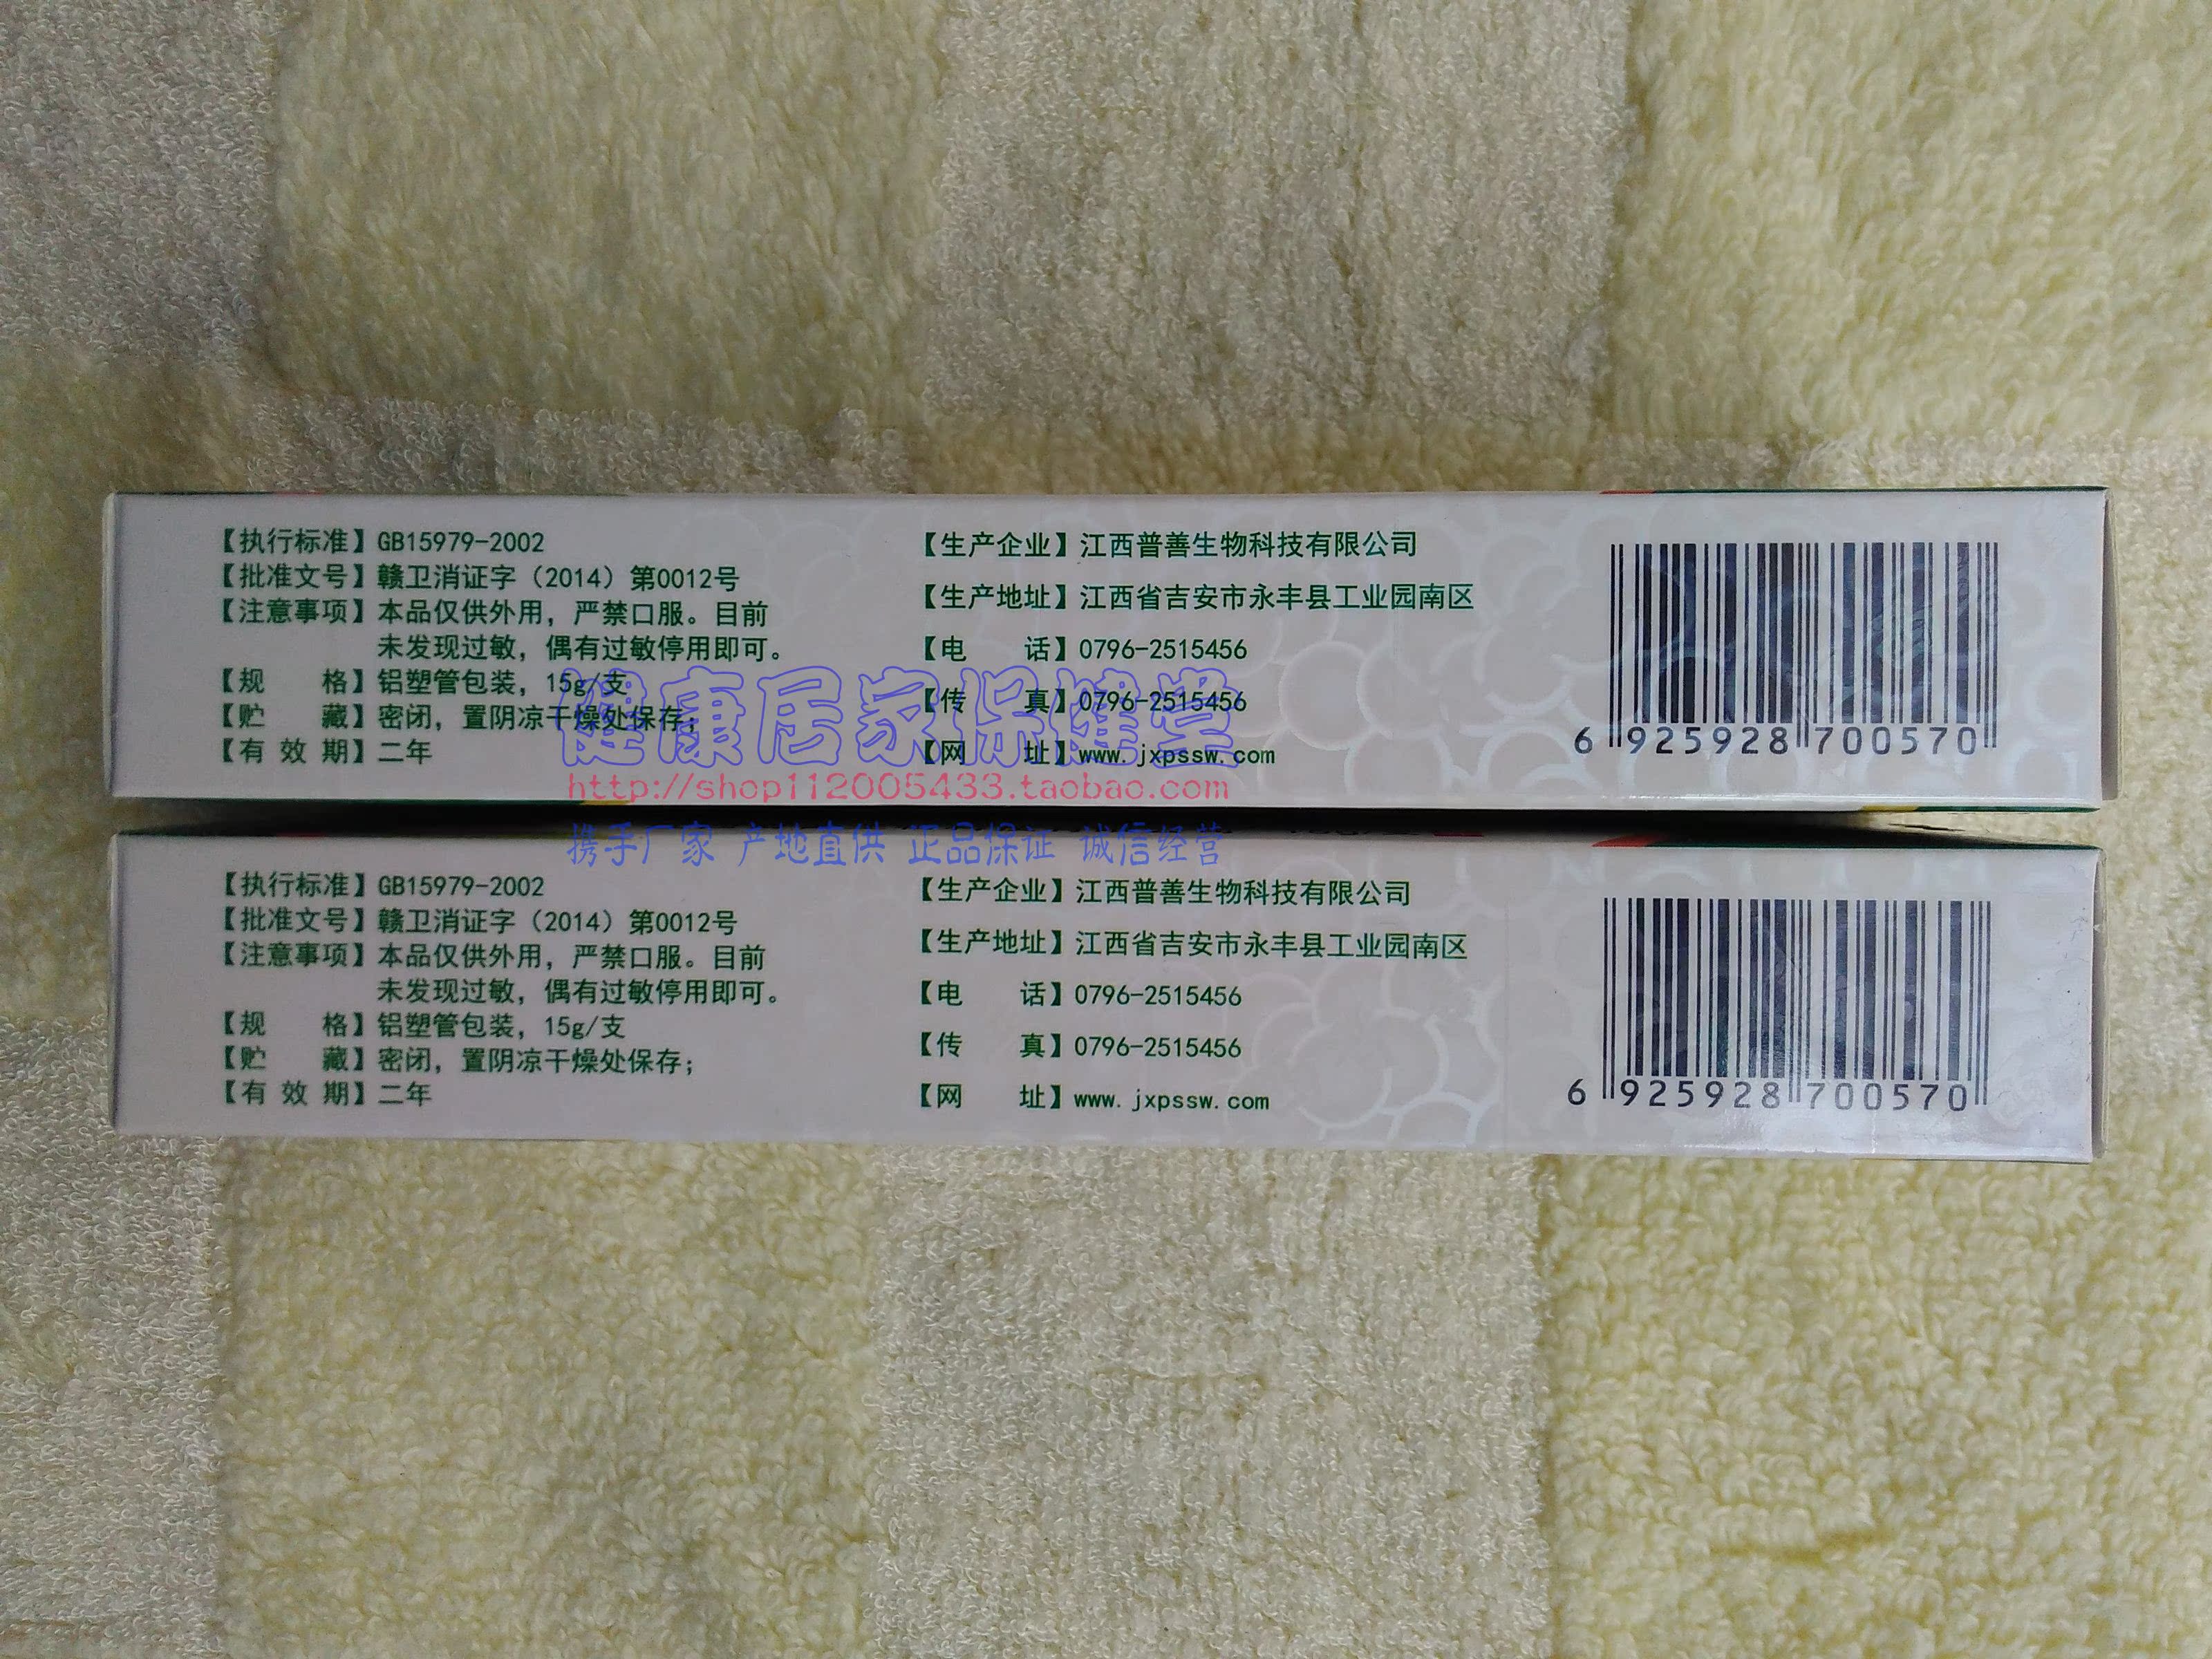 【执行标准】GB15979-2002
【批准文号】赣卫消证字（2014）第0012号
【注意事项】本品仅供外用，严禁口服。目前
未发现过敏，偶有过敏停用即可。
【规 格】铝塑管包装，15g/支
【贮 藏】密闭，置阴凉干燥处保存；
【有 效 期】二年
【生产企业】江西普善生物科技有限公司
【生产地址】江西省吉安市永丰县工业园南区
【电 话】0796-2515456
【传 真】0796-2515456
【网 址】www.jxpssw.com
6 925928 700570
健康居家保健堂
http://shop112005433.taobao.com
携手厂家 产地直供 正品保证 诚信经营
【执行标准】GB15979-2002
【批准文号】赣卫消证字（2014）第0012号
【注意事项】本品仅供外用，严禁口服。目前
未发现过敏，偶有过敏停用即可。
【规 格】铝塑管包装，15g/支
【贮 藏】密闭，置阴凉干燥处保存；
【有 效 期】二年
【生产企业】江西普善生物科技有限公司
【生产地址】江西省吉安市永丰县工业园南区
【电 话】0796-2515456
【传 真】0796-2515456
【网 址】www.jxpssw.com
6 925928 700570